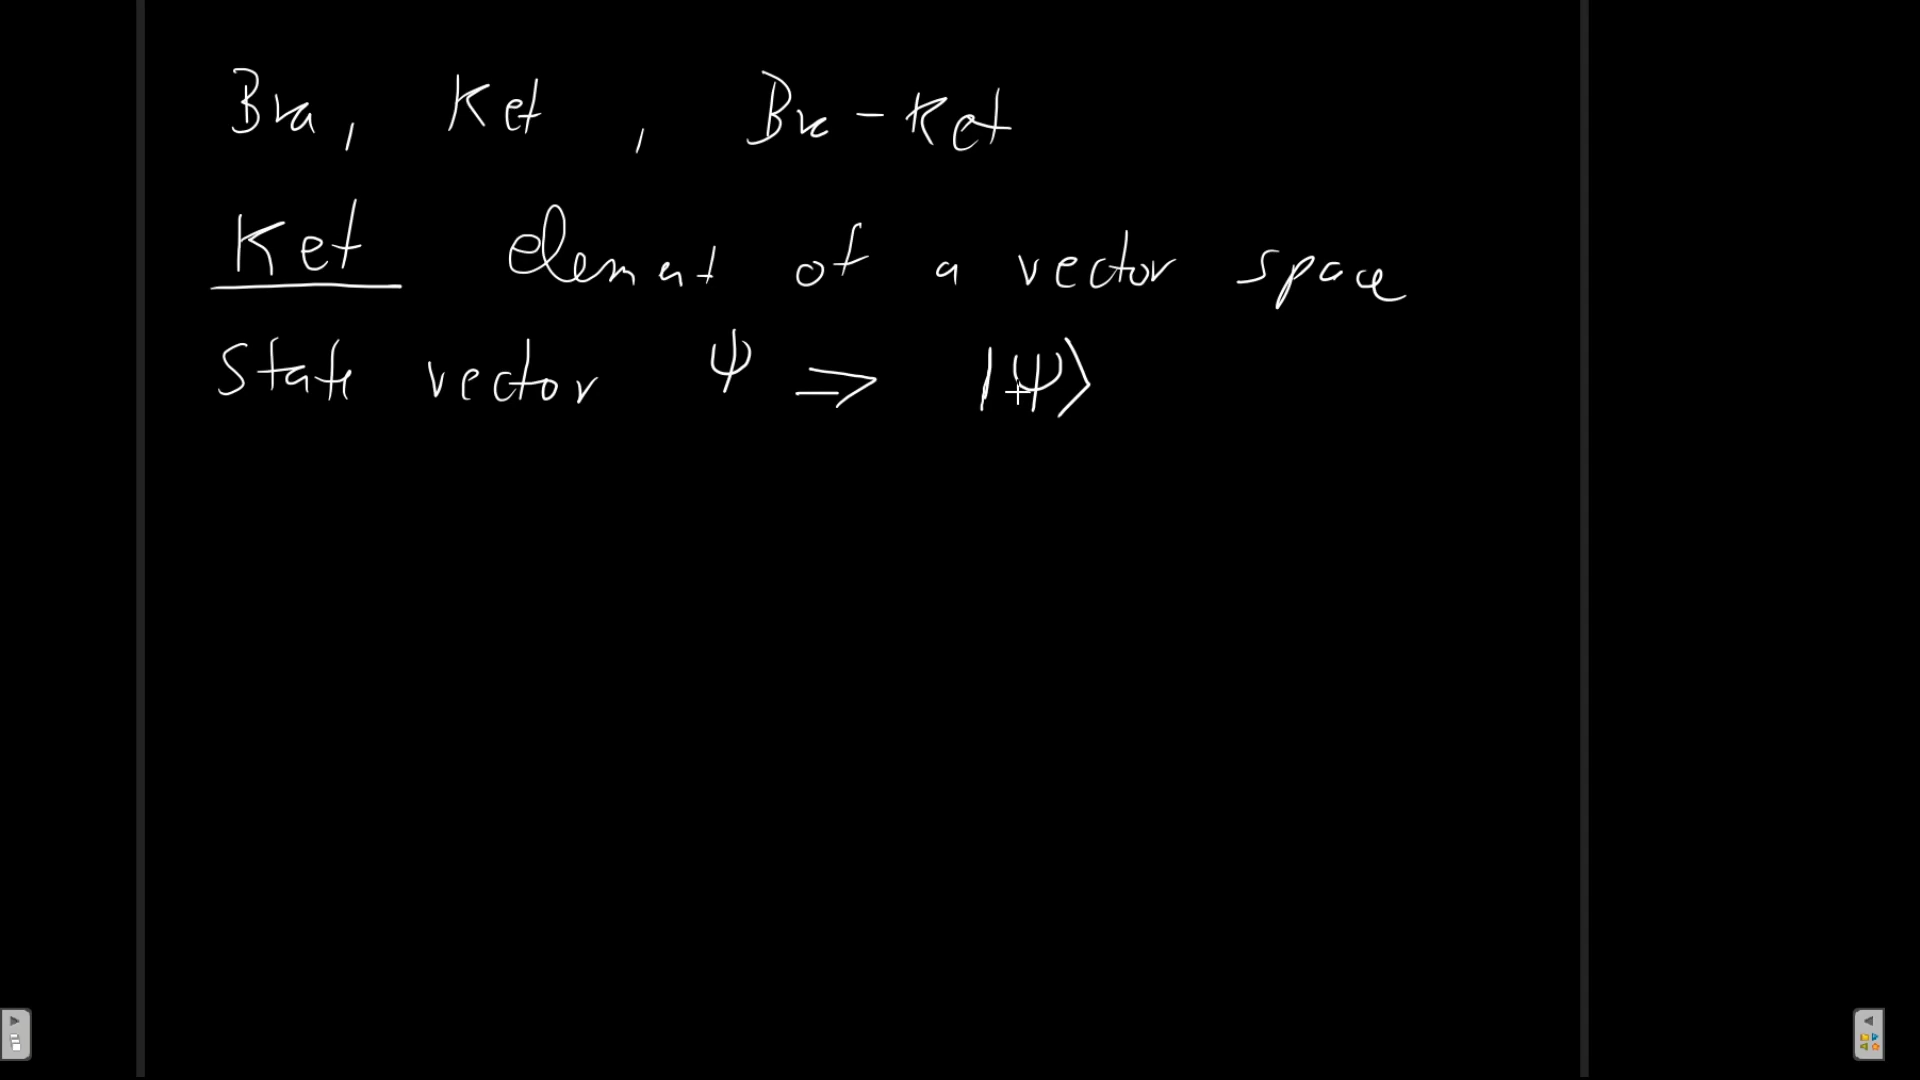 Bra, Ket, Bra-Ket
Ket element of a vector space
State vector ψ ⇒ |ψ⟩